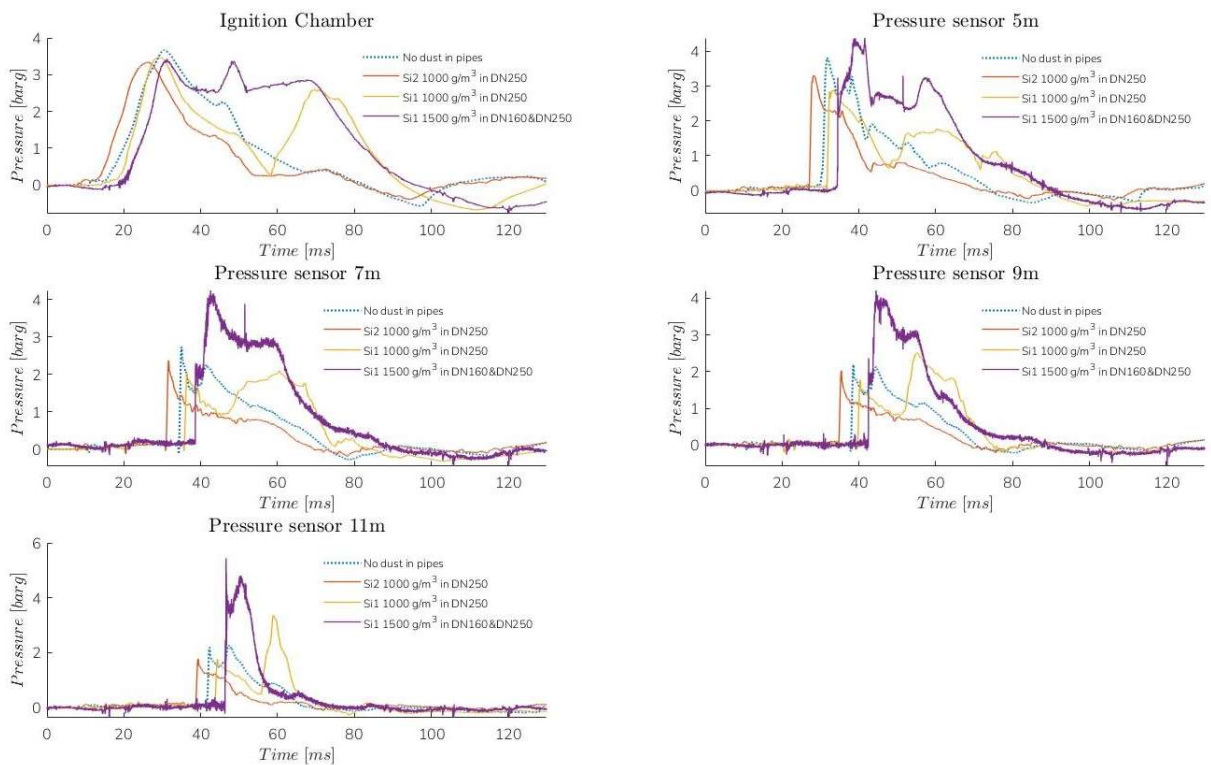 Ignition Chamber
Pressure [barg]
4
3
2
1
0
0 20 40 60 80 100 120
Time [ms]
No dust in pipes
Si2 1000 g/m³ in DN250
Si1 1000 g/m³ in DN250
Si1 1500 g/m³ in DN160&DN250
Pressure sensor 5m
Pressure [barg]
4
3
2
1
0
0 20 40 60 80 100 120
Time [ms]
No dust in pipes
Si2 1000 g/m³ in DN250
Si1 1000 g/m³ in DN250
Si1 1500 g/m³ in DN160&DN250
Pressure sensor 7m
Pressure [barg]
4
3
2
1
0
0 20 40 60 80 100 120
Time [ms]
No dust in pipes
Si2 1000 g/m³ in DN250
Si1 1000 g/m³ in DN250
Si1 1500 g/m³ in DN160&DN250
Pressure sensor 9m
Pressure [barg]
4
3
2
1
0
0 20 40 60 80 100 120
Time [ms]
No dust in pipes
Si2 1000 g/m³ in DN250
Si1 1000 g/m³ in DN250
Si1 1500 g/m³ in DN160&DN250
Pressure sensor 11m
Pressure [barg]
6
4
2
0
0 20 40 60 80 100 120
Time [ms]
No dust in pipes
Si2 1000 g/m³ in DN250
Si1 1000 g/m³ in DN250
Si1 1500 g/m³ in DN160&DN250